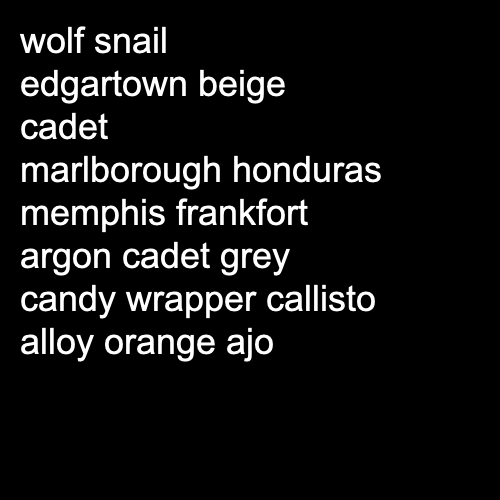 wolf snail
edgartown beige
cadet
marlborough honduras
memphis frankfort
argon cadet grey
candy wrapper callisto
alloy orange ajo